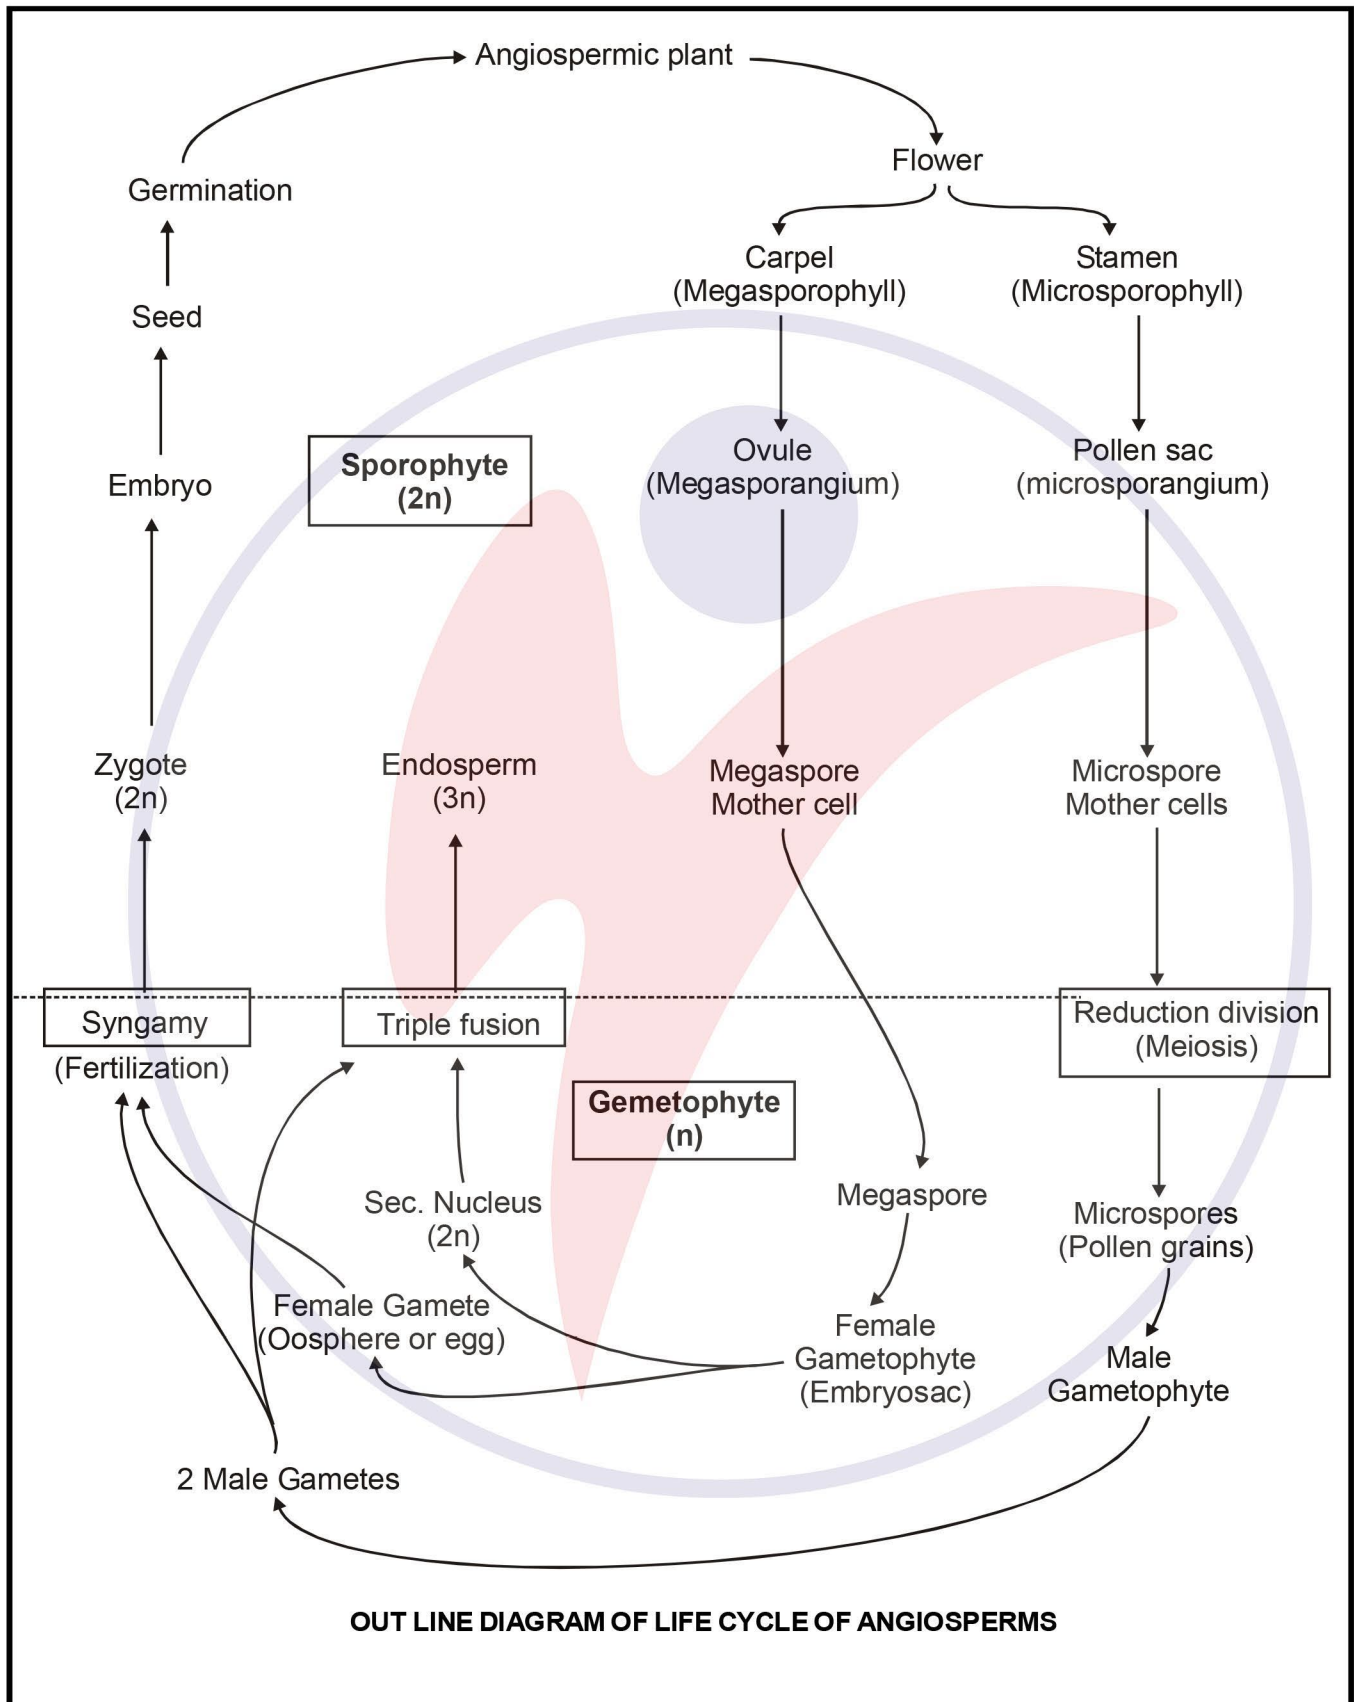 Angiospermic plant
Flower
Germination
Carpel
(Megasporophyll)
Stamen
(Microsporophyll)
Seed
Ovule
(Megasporangium)
Pollen sac
(microsporangium)
Sporophyte
(2n)
Embryo
Zygote
(2n)
Endosperm
(3n)
Megaspore
Mother cell
Microspore
Mother cells
Syngamy
(Fertilization)
Triple fusion
Reduction division
(Meiosis)
Gemetophyte
(n)
Sec. Nucleus
(2n)
Megaspore
Microspores
(Pollen grains)
Female Gamete
(Oosphere or egg)
Female
Gametophyte
(Embryosac)
Male
Gametophyte
2 Male Gametes
OUT LINE DIAGRAM OF LIFE CYCLE OF ANGIOSPERMS